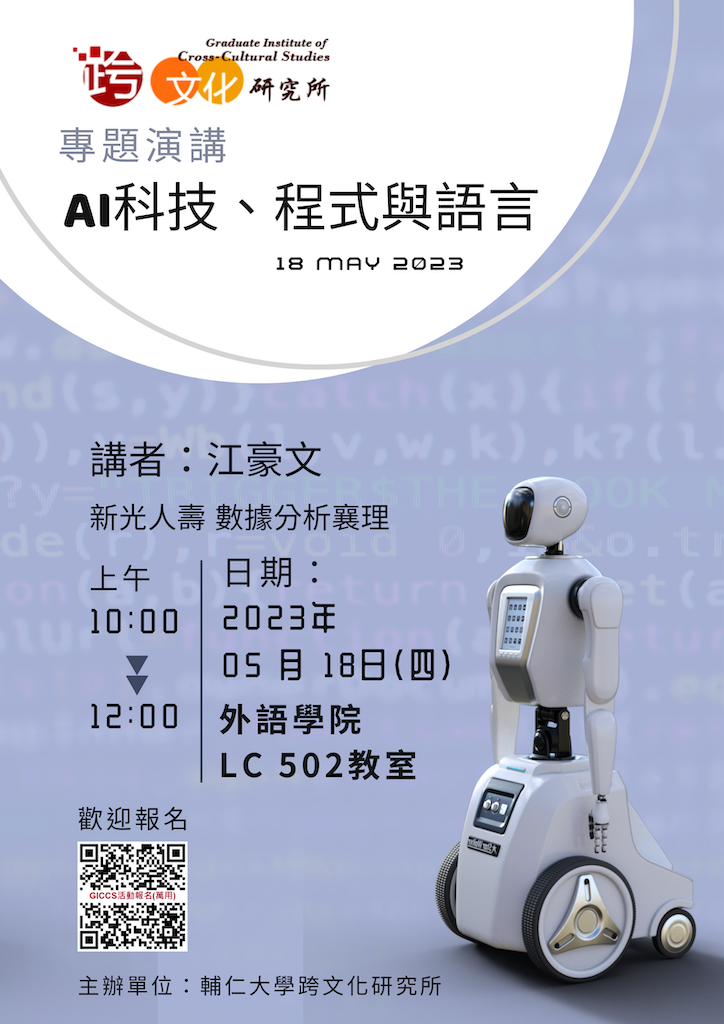 Graduate Institute of
Cross-Cultural Studies
跨文化研究所
專題演講
AI科技、程式與語言
18 MAY 2023
nd(s,y)}catch(x){if(!
v,w,k),k?(l.
講者：江豪文
新光人壽 數據分析襄理
上午
10:00
12:00
日期：
2023年
05 月 18日(四)
外語學院
LC 502教室
歡迎報名
GICCS活動報名(萬用)
主辦單位：輔仁大學跨文化研究所